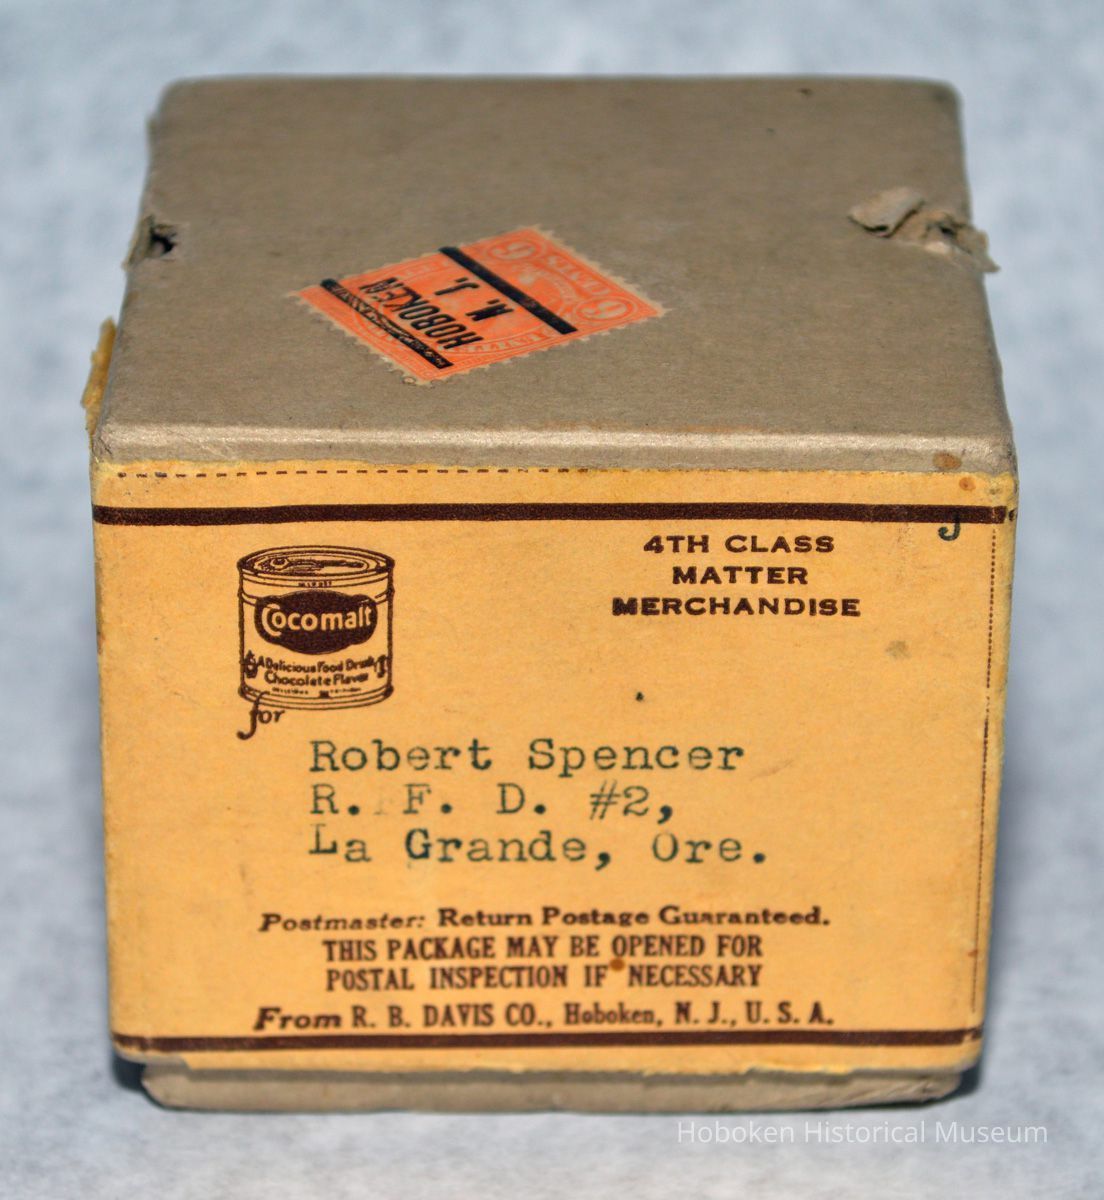 HOBOKEN
N. J.
6 6
J
4TH CLASS
MATTER
MERCHANDISE
Cocomalt
A Delicious Food Drink
Chocolate Flavor
for
Robert Spencer
R. F. D. #2,
La Grande, Ore.
Postmaster: Return Postage Guaranteed.
THIS PACKAGE MAY BE OPENED FOR
POSTAL INSPECTION IF NECESSARY
From R. B. DAVIS CO., Hoboken, N. J., U. S. A.
Hoboken Historical Museum